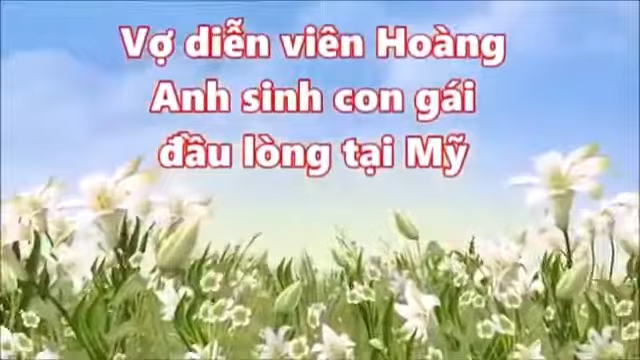 Vợ diễn viên Hoàng
Anh sinh con gái
đầu lòng tại Mỹ